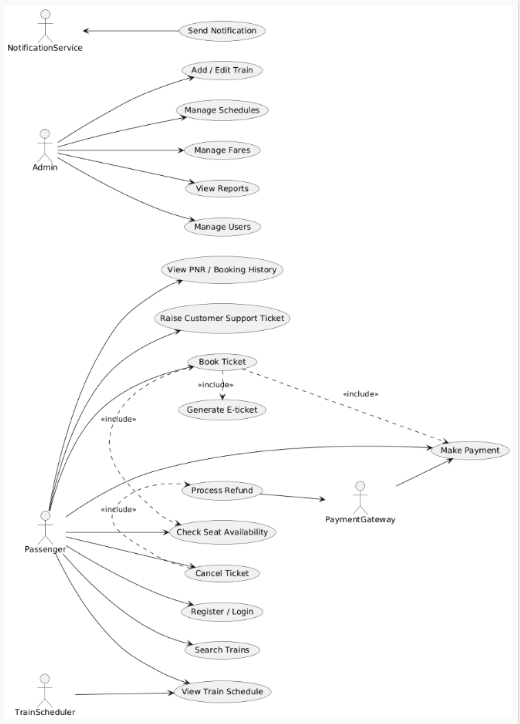 NotificationService
Send Notification
Add / Edit Train
Manage Schedules
Manage Fares
Admin
View Reports
Manage Users
View PNR / Booking History
Raise Customer Support Ticket
Book Ticket
«include»
«include»
Generate E-ticket
«include»
Make Payment
Process Refund
«include»
PaymentGateway
Check Seat Availability
Passenger
Cancel Ticket
Register / Login
Search Trains
View Train Schedule
TrainScheduler